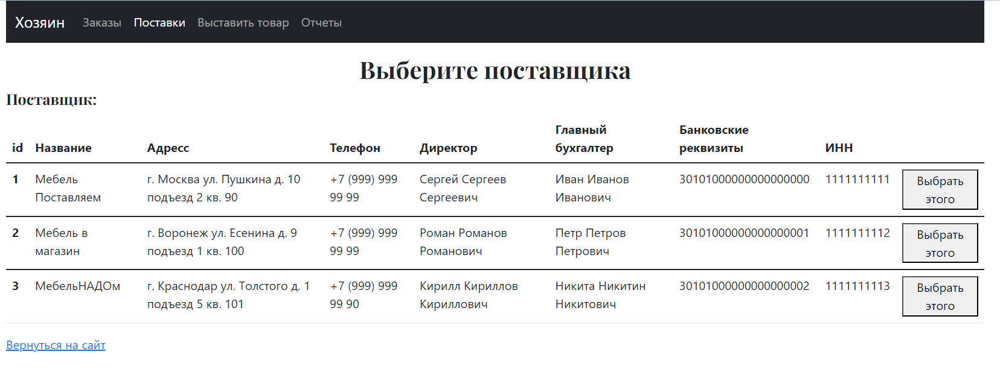 Хозяин Заказы Поставки Выставить товар Отчеты
Выберите поставщика
Поставщик:
Главный Банковские
id Название Адресс Телефон Директор бухгалтер реквизиты ИНН
1 Мебель г. Москва ул. Пушкина д. 10 +7 (999) 999 Сергей Сергеев Иван Иванов 30101000000000000000 1111111111 Выбрать
Поставляем подъезд 2 кв. 90 99 99 Сергеевич Иванович этого
2 Мебель в г. Воронеж ул. Есенина д. 9 +7 (999) 999 Роман Романов Петр Петров 30101000000000000001 1111111112 Выбрать
магазин подъезд 1 кв. 100 99 99 Романович Петрович этого
3 МебельНАДОм г. Краснодар ул. Толстого д. 1 +7 (999) 999 Кирилл Кириллов Никита Никитин 30101000000000000002 1111111113 Выбрать
подъезд 5 кв. 101 99 90 Кириллович Никитович этого
Вернуться на сайт